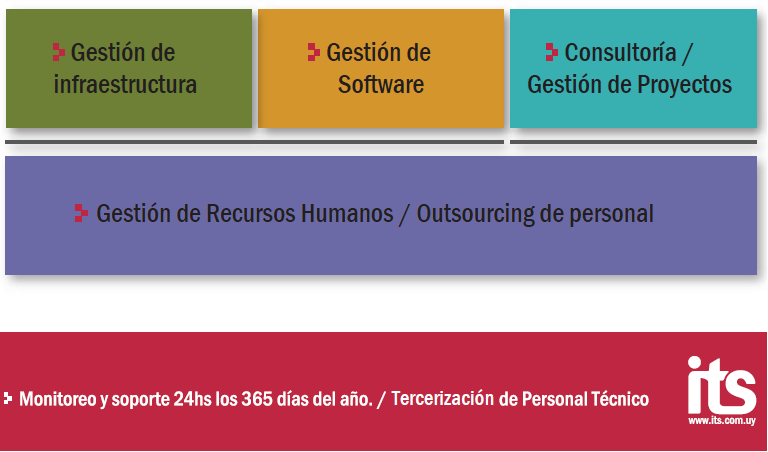 Gestión de
infraestructura
Gestión de
Software
Consultoría /
Gestión de Proyectos
Gestión de Recursos Humanos / Outsourcing de personal
Monitoreo y soporte 24hs los 365 días del año. / Tercerización de Personal Técnico
its
www.its.com.uy